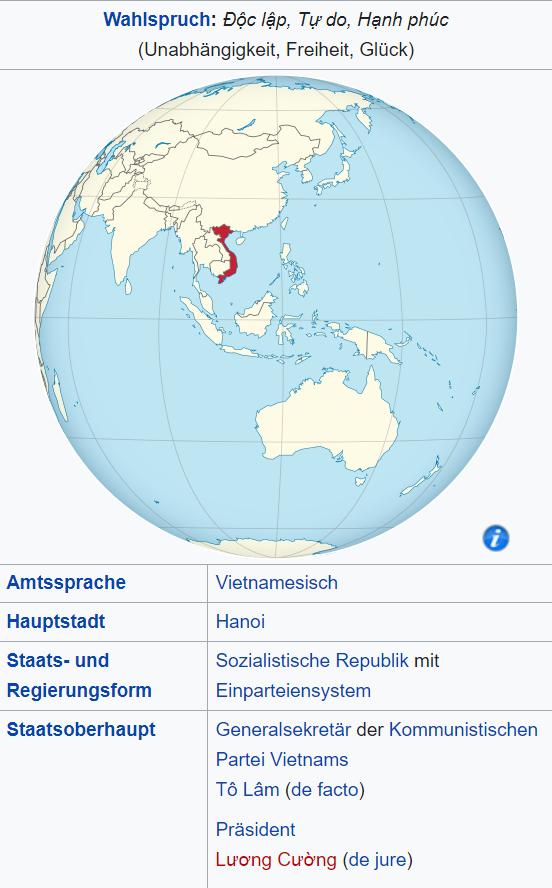 Wahlspruch: Độc lập, Tự do, Hạnh phúc
(Unabhängigkeit, Freiheit, Glück)
i
Amtssprache Vietnamesisch
Hauptstadt Hanoi
Staats- und Sozialistische Republik mit
Regierungsform Einparteiensystem
Staatsoberhaupt Generalsekretär der Kommunistischen
Partei Vietnams
Tô Lâm (de facto)
Präsident
Lương Cường (de jure)